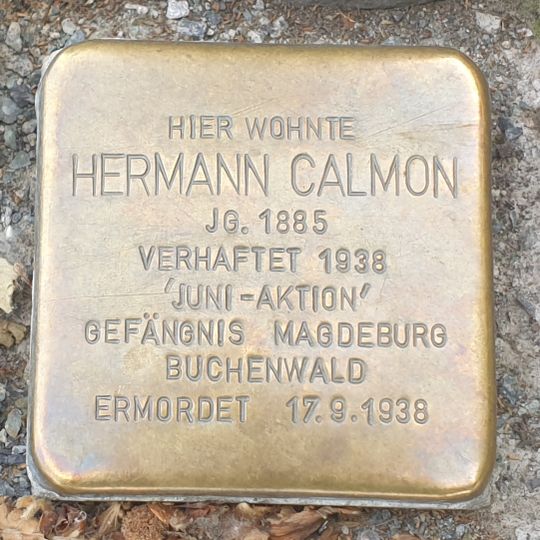 HIER WOHNTE
HERMANN CALMON
JG. 1885
VERHAFTET 1938
'JUNI-AKTION'
GEFÄNGNIS MAGDEBURG
BUCHENWALD
ERMORDET 17.9.1938